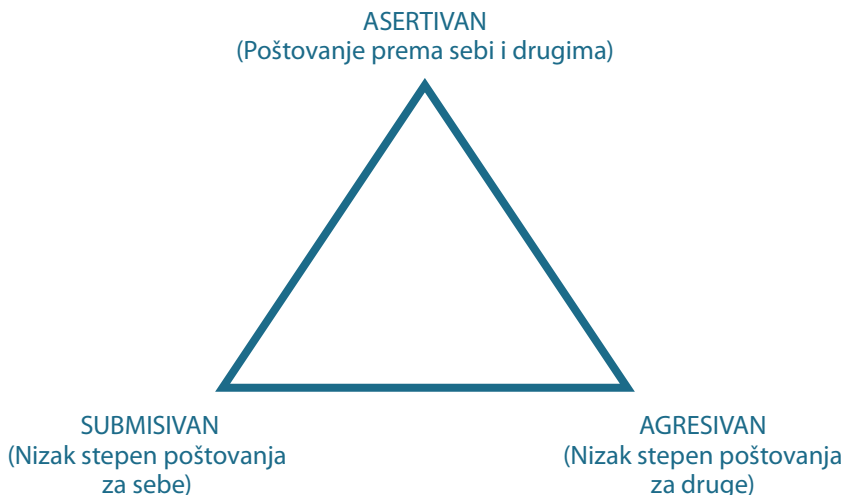 ASERTIVAN
(Poštovanje prema sebi i drugima)
SUBMISIVAN
(Nizak stepen poštovanja
za sebe)
AGRESIVAN
(Nizak stepen poštovanja
za druge)